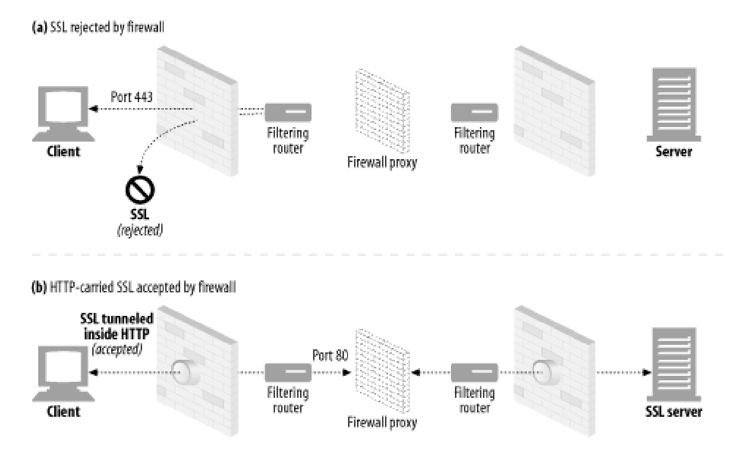 (a) SSL rejected by firewall
Port 443
Client
Filtering
router
Firewall proxy
Filtering
router
Server
SSL
(rejected)
(b) HTTP-carried SSL accepted by firewall
SSL tunneled
inside HTTP
(accepted)
Port 80
Client
Filtering
router
Firewall proxy
Filtering
router
SSL server